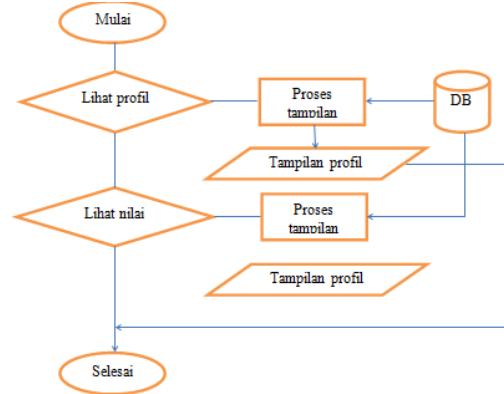 Mulai
Lihat profil
Proses
tampilan
DB
Tampilan profil
Lihat nilai
Proses
tampilan
Tampilan profil
Selesai